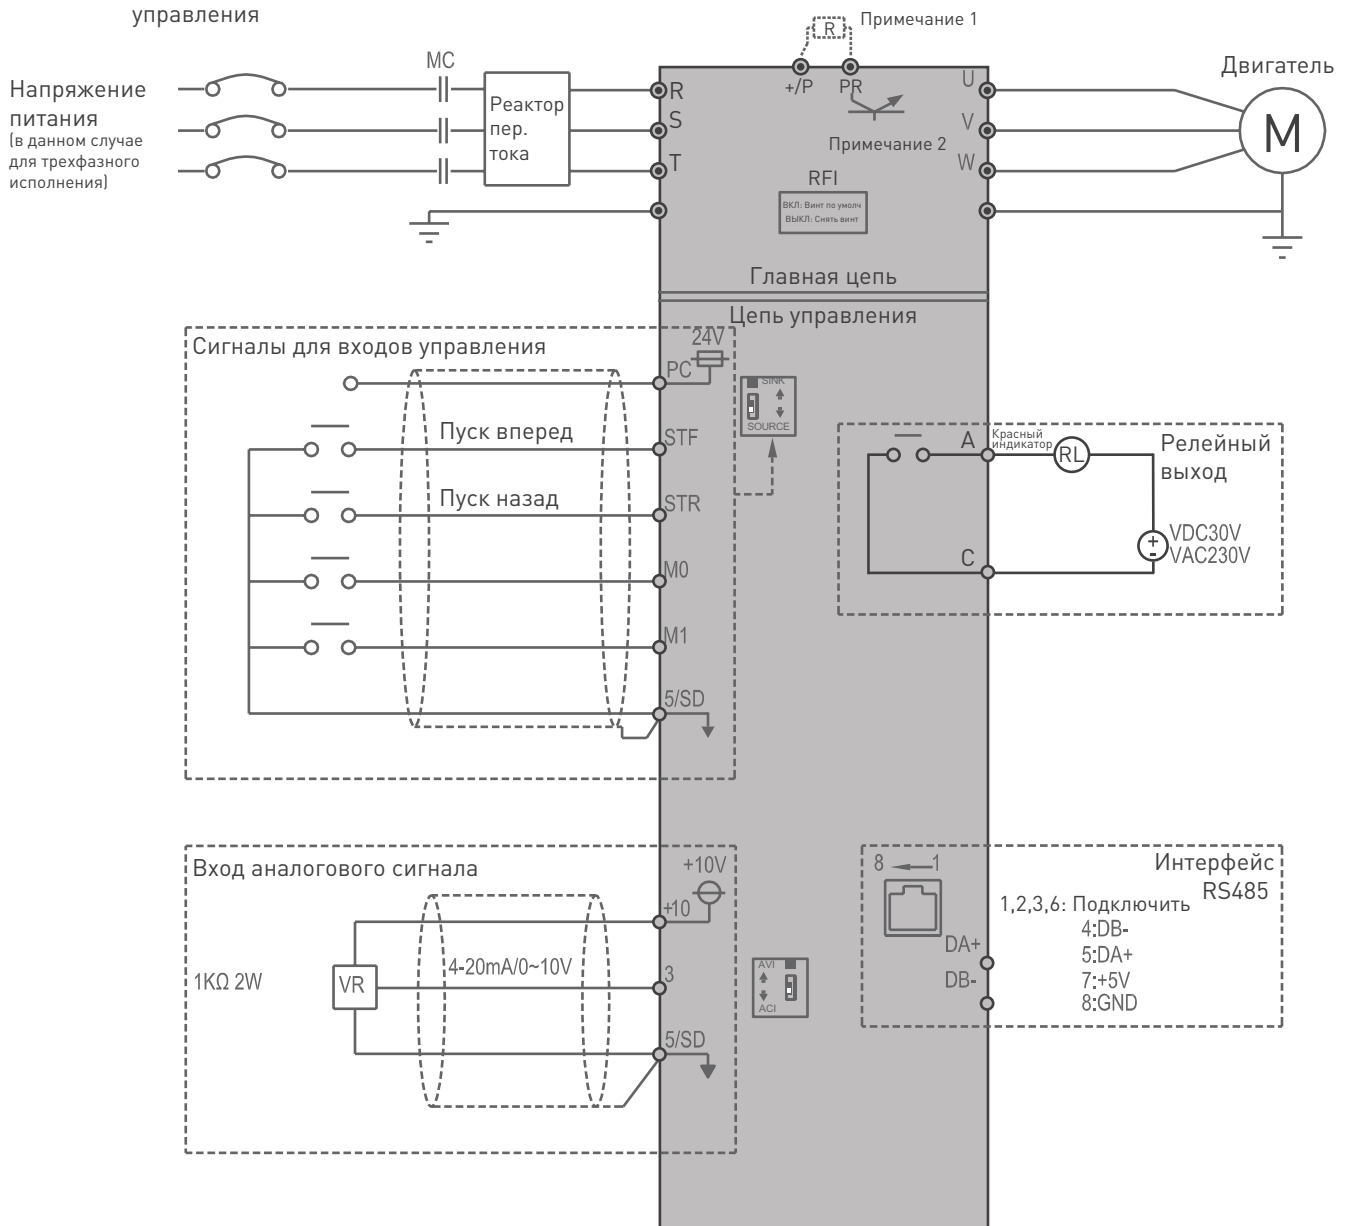 управления
R
Примечание 1
MC
+/P
PR
Двигатель
Напряжение
питания
(в данном случае
для трехфазного
исполнения)
Реактор
пер.
тока
R
S
T
U
V
W
M
Примечание 2
RFI
ВКЛ: Винт по умолч
ВЫКЛ: Снять винт
Главная цепь
Цепь управления
Сигналы для входов управления
24V
PC
SINK
SOURCE
Пуск вперед
STF
Пуск назад
STR
M0
M1
5/SD
A
Красный
индикатор
RL
Релейный
выход
VDC30V
VAC230V
C
+
-
Вход аналогового сигнала
+10V
+10
1KΩ 2W
VR
4-20mA/0~10V
3
AVI
ACI
5/SD
8
1
Интерфейс
RS485
1,2,3,6: Подключить
4:DB-
5:DA+
7:+5V
8:GND
DA+
DB-